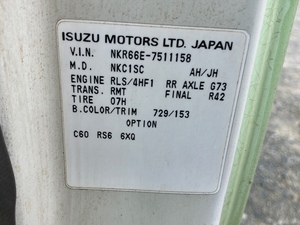 ISUZU MOTORS LTD. JAPAN
V.I.N. NKR66E-7511158
M.D. NKC1SC AH/JH
ENGINE RLS/4HF1 RR AXLE G73
TRANS. RMT FINAL R42
TIRE 07H
B.COLOR/TRIM 729/153
OPTION
C60 RS6 6XQ